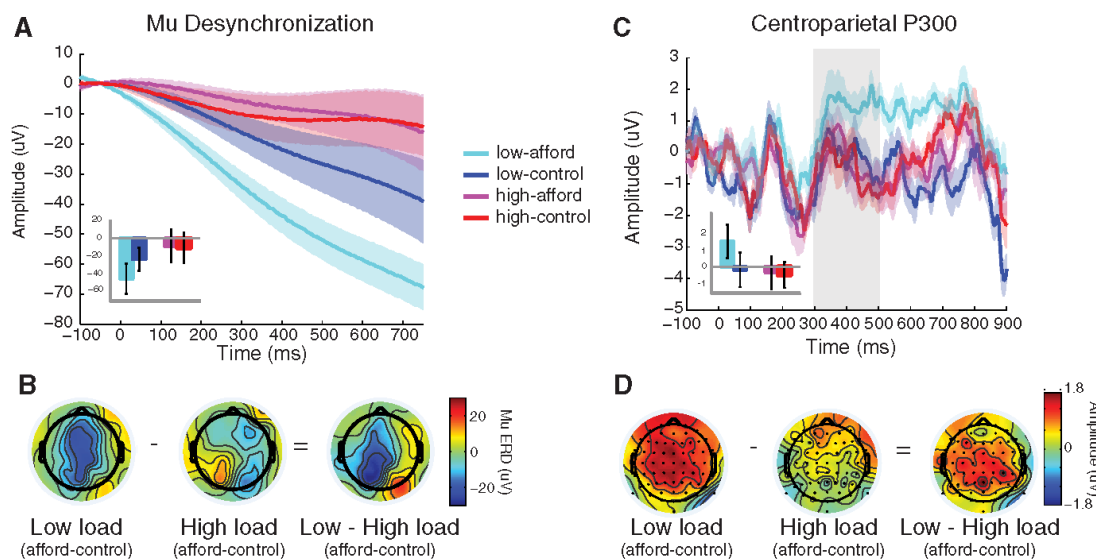 A
Mu Desynchronization
Amplitude (uV)
10
0
−10
−20
−30
−40
−50
−60
−70
−80
20
0
−20
−40
−60
−100
0
100
200
300
400
500
600
700
Time (ms)
low-afford
low-control
high-afford
high-control
C
Centroparietal P300
Amplitude (uV)
3
2
1
0
−1
−2
−3
−4
−5
2
1
0
-1
−100
0
100
200
300
400
500
600
700
800
900
Time (ms)
B
-
=
20
10
0
−10
−20
Mu ERD (uV)
Low load
(afford-control)
High load
(afford-control)
Low - High load
(afford-control)
D
-
=
1.8
0
−1.8
Amplitude (uV)
Low load
(afford-control)
High load
(afford-control)
Low - High load
(afford-control)